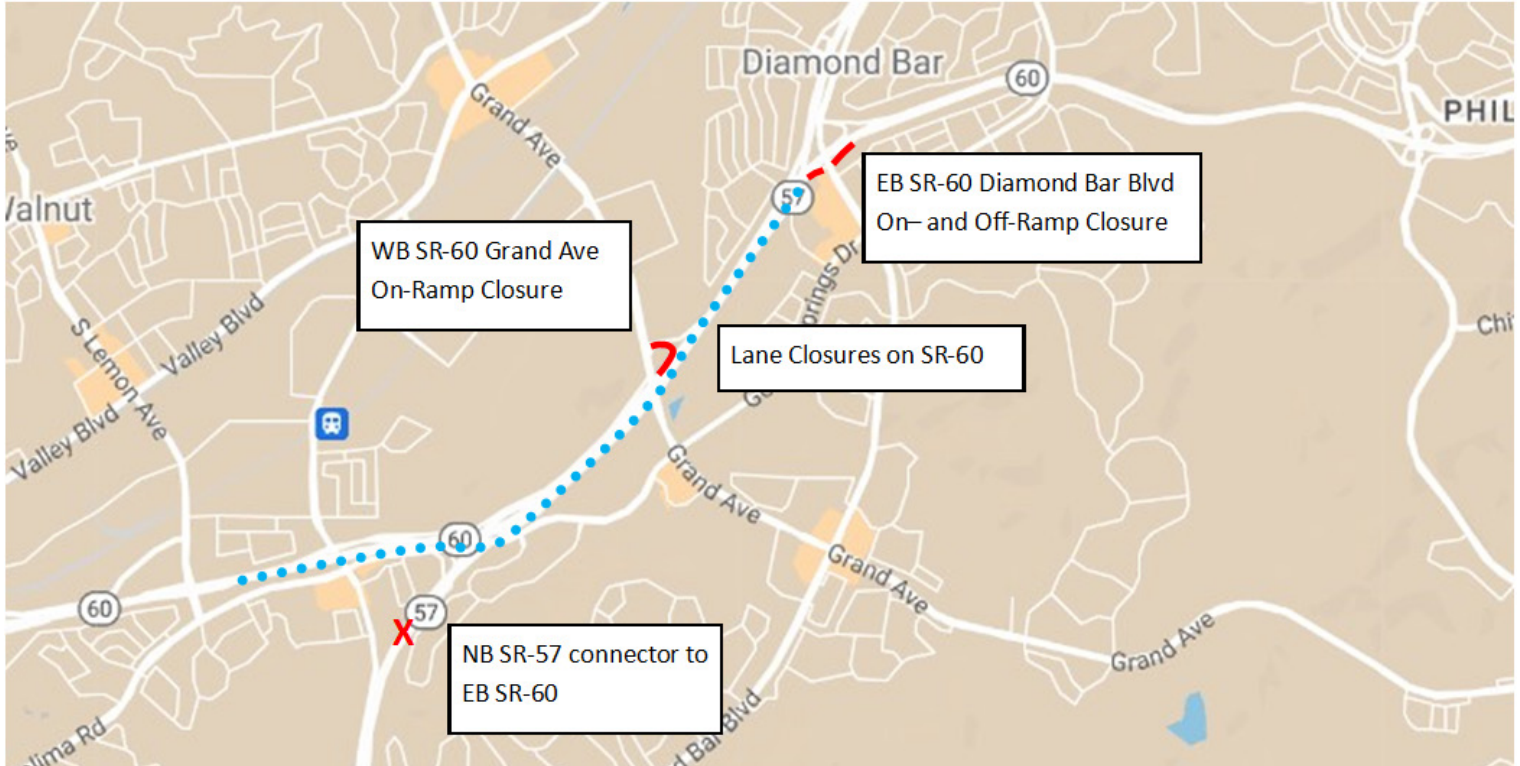 Diamond Bar
60
PHIL
Grand Ave
57
EB SR-60 Diamond Bar Blvd
On– and Off-Ramp Closure
Walnut
WB SR-60 Grand Ave
On-Ramp Closure
Lane Closures on SR-60
Valley Blvd
S Lemon Ave
Valley Blvd
Grand Ave
Grand Ave
60
60
57
X
NB SR-57 connector to
EB SR-60
Grand Ave